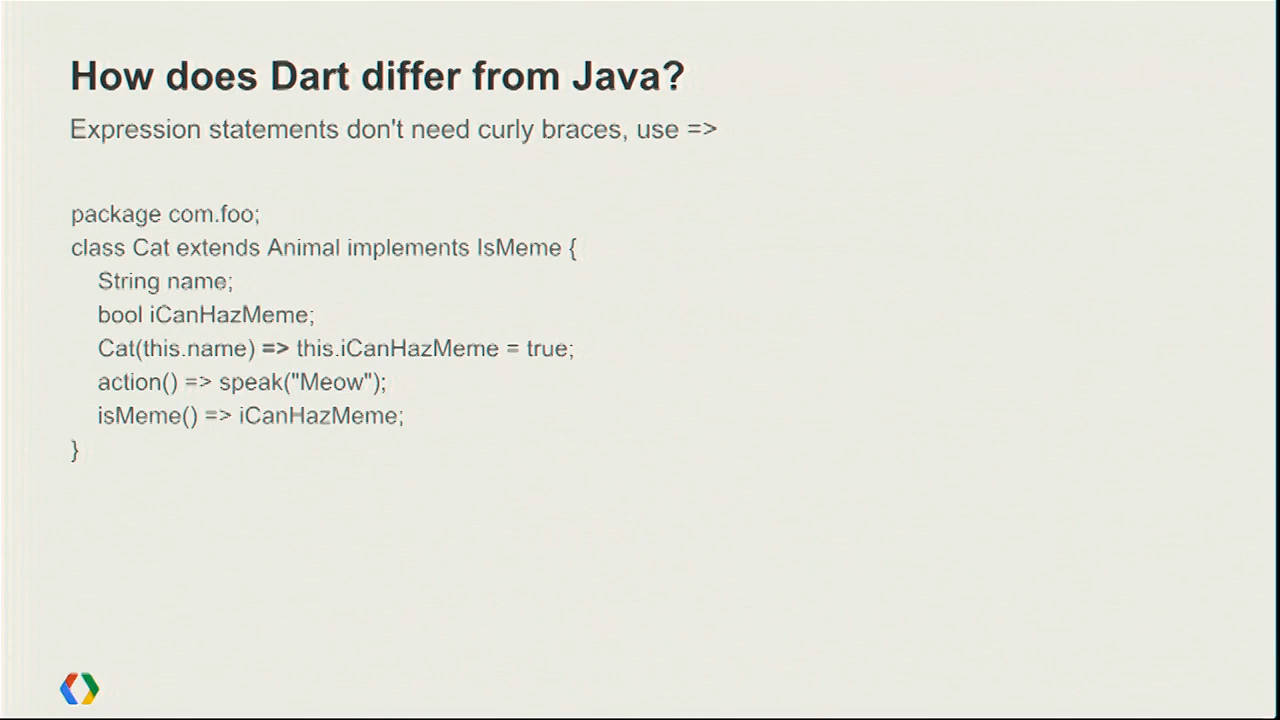 How does Dart differ from Java?
Expression statements don't need curly braces, use =>
package com.foo;
class Cat extends Animal implements IsMeme {
String name;
bool iCanHazMeme;
Cat(this.name) => this.iCanHazMeme = true;
action() => speak("Meow");
isMeme() => iCanHazMeme;
}